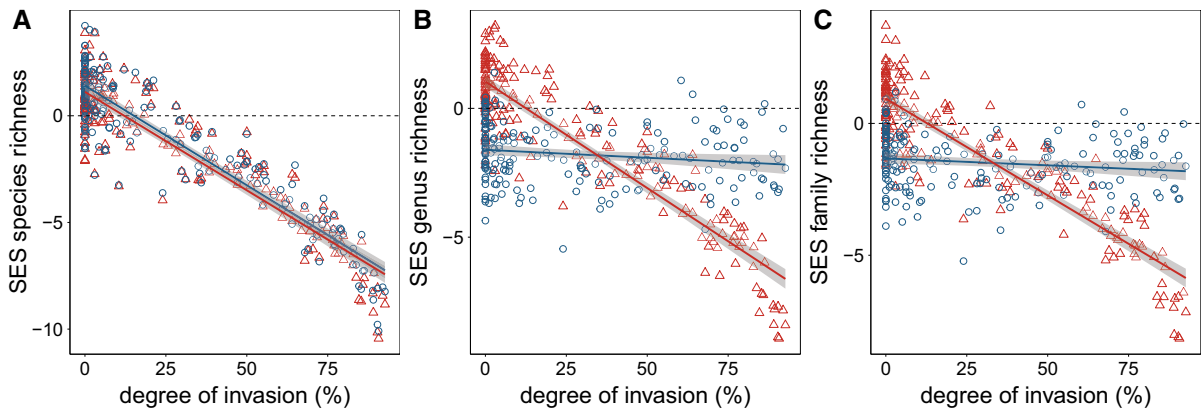 A
SES species richness
0
−5
−10
0
25
50
75
degree of invasion (%)
B
SES genus richness
0
−5
0
25
50
75
degree of invasion (%)
C
SES family richness
0
−5
0
25
50
75
degree of invasion (%)